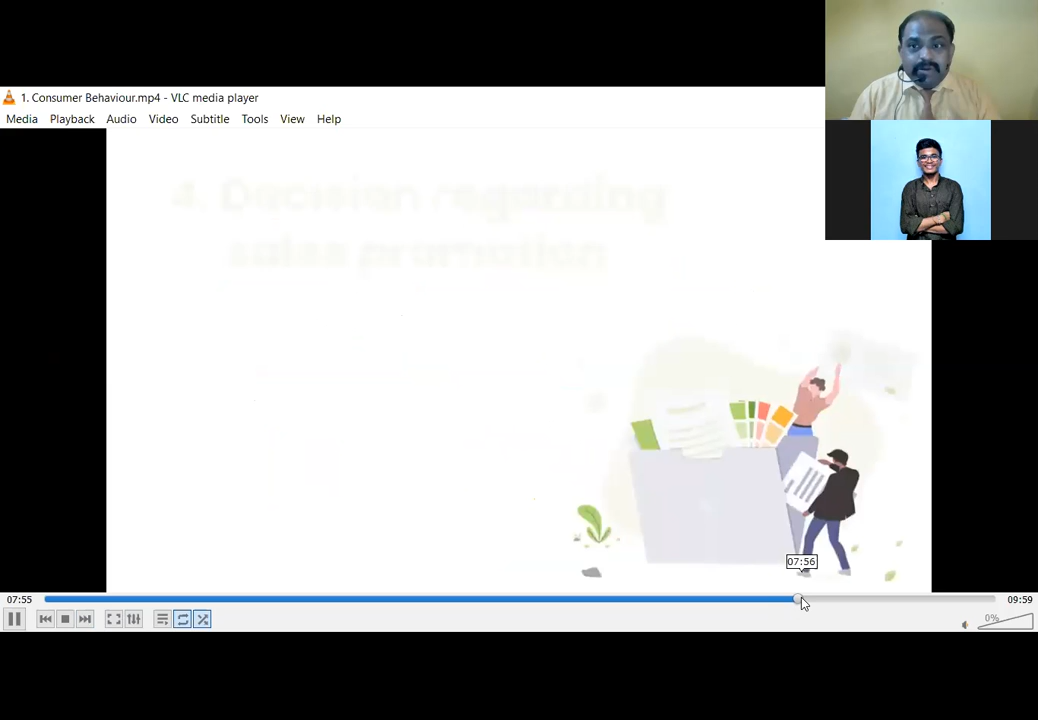 1. Consumer Behaviour.mp4 - VLC media player
Media Playback Audio Video Subtitle Tools View Help
4. Decision regarding
sales promotion
07:56
07:55
09:59
0%